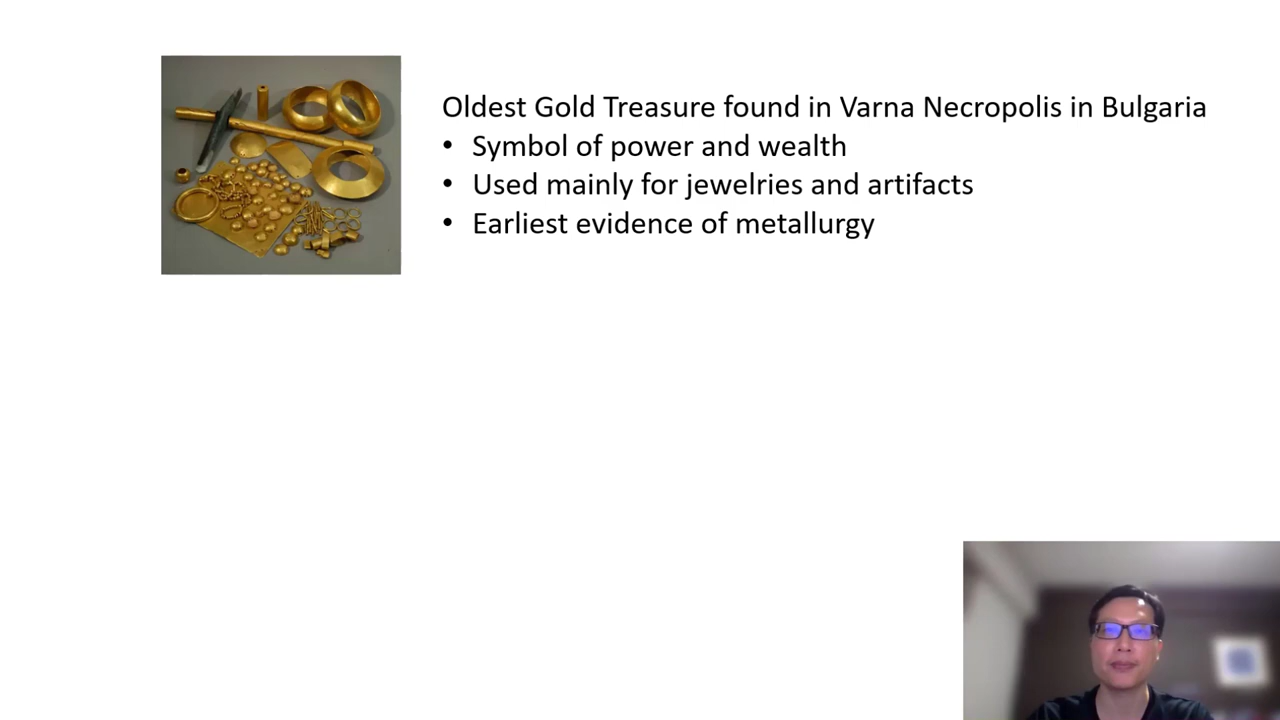 Oldest Gold Treasure found in Varna Necropolis in Bulgaria
• Symbol of power and wealth
• Used mainly for jewelries and artifacts
• Earliest evidence of metallurgy